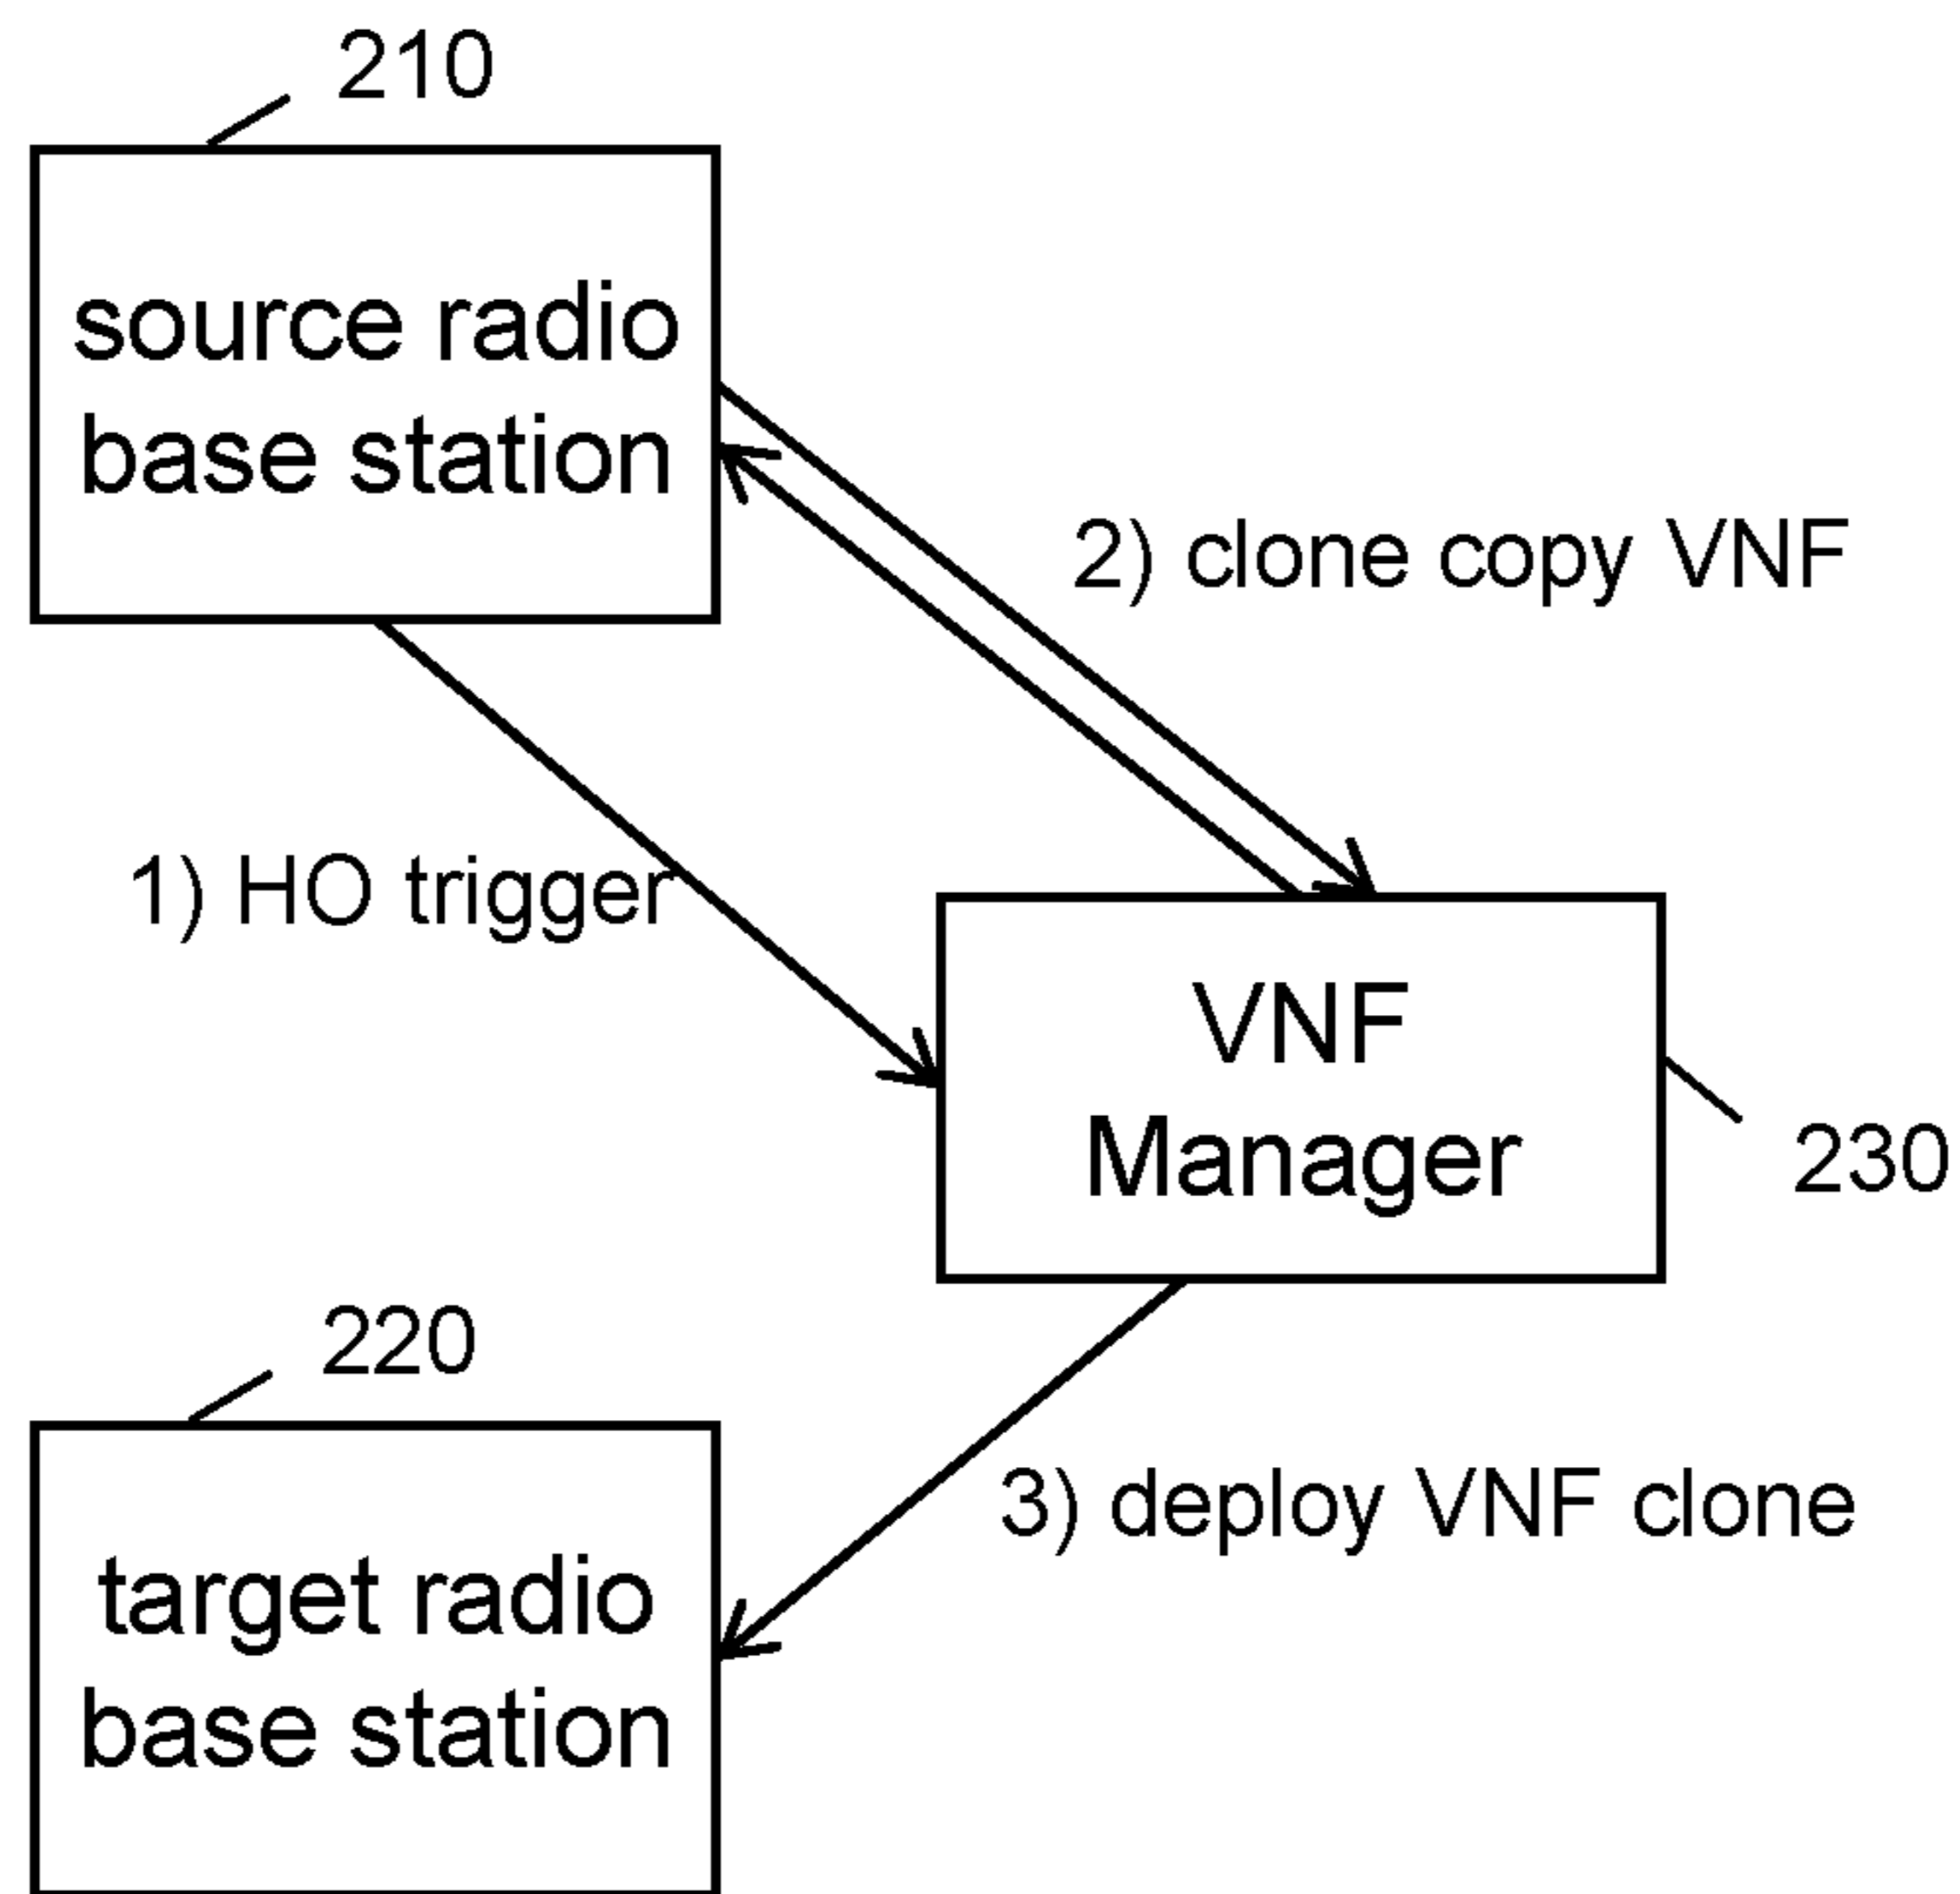 210
source radio
base station
2) clone copy VNF
1) HO trigger
VNF
Manager
230
220
3) deploy VNF clone
target radio
base station